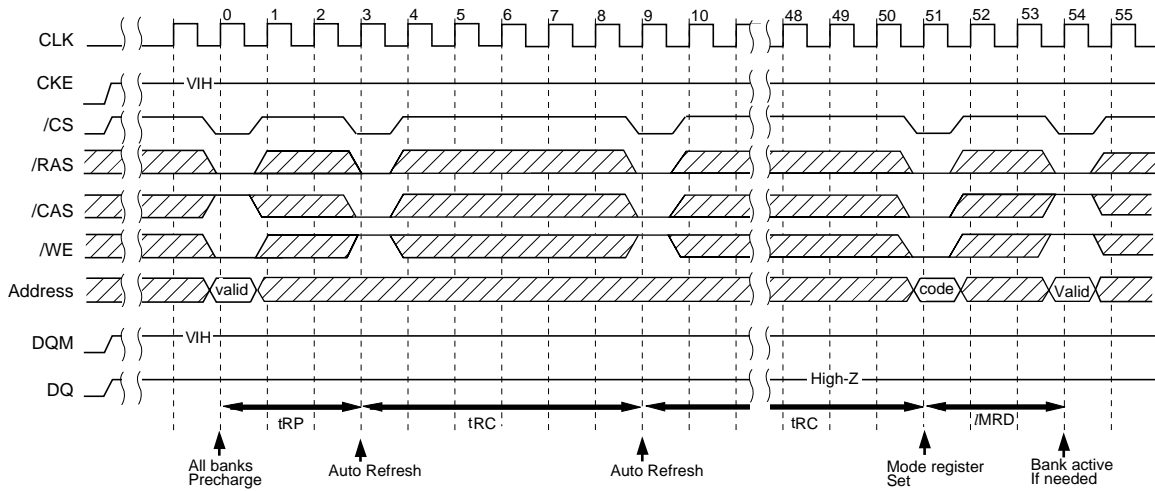 0 1 2 3 4 5 6 7 8 9 10 48 49 50 51 52 53 54 55
CLK
CKE VIH
/CS
/RAS
/CAS
/WE
Address valid code Valid
DQM VIH
DQ High-Z
tRP tRC tRC lMRD
All banks
Precharge
Auto Refresh
Auto Refresh
Mode register
Set
Bank active
If needed